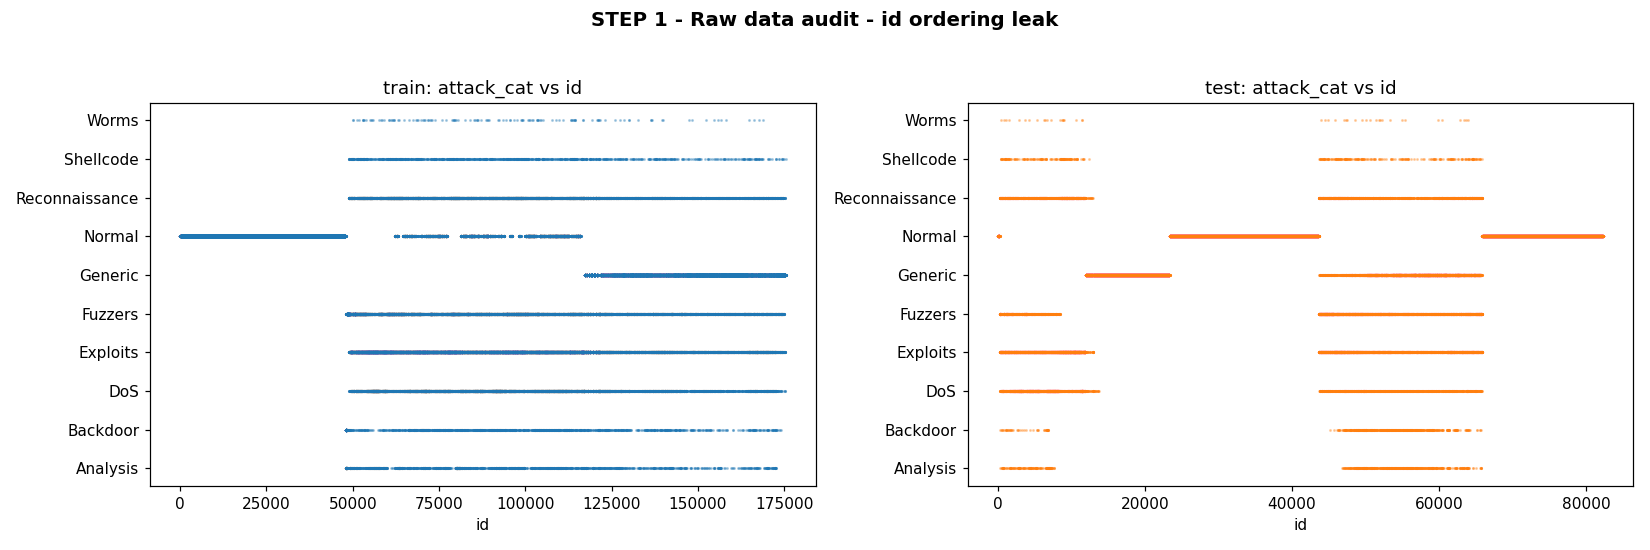 STEP 1 - Raw data audit - id ordering leak
train: attack_cat vs id
Worms
Shellcode
Reconnaissance
Normal
Generic
Fuzzers
Exploits
DoS
Backdoor
Analysis
0 25000 50000 75000 100000 125000 150000 175000
id
test: attack_cat vs id
Worms
Shellcode
Reconnaissance
Normal
Generic
Fuzzers
Exploits
DoS
Backdoor
Analysis
0 20000 40000 60000 80000
id